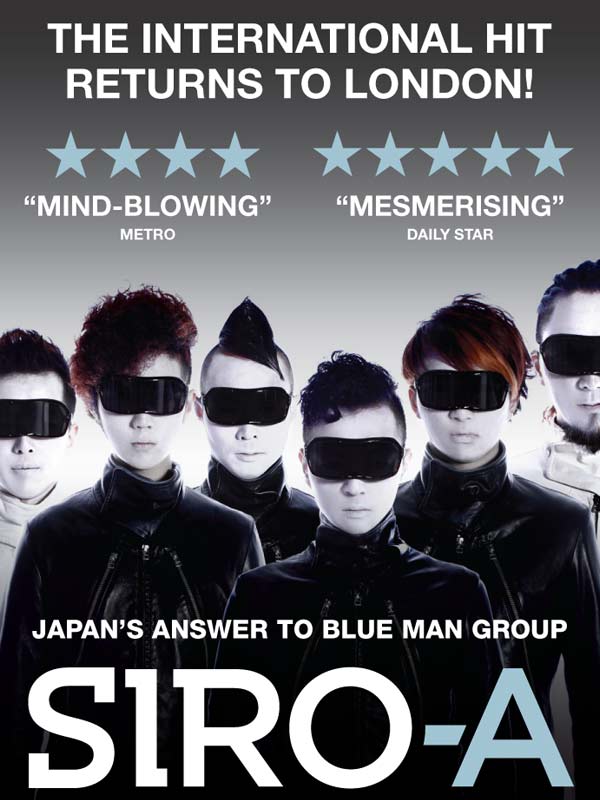 THE INTERNATIONAL HIT
RETURNS TO LONDON!
“MIND-BLOWING” “MESMERISING”
METRO DAILY STAR
JAPAN’S ANSWER TO BLUE MAN GROUP
SIRO-A